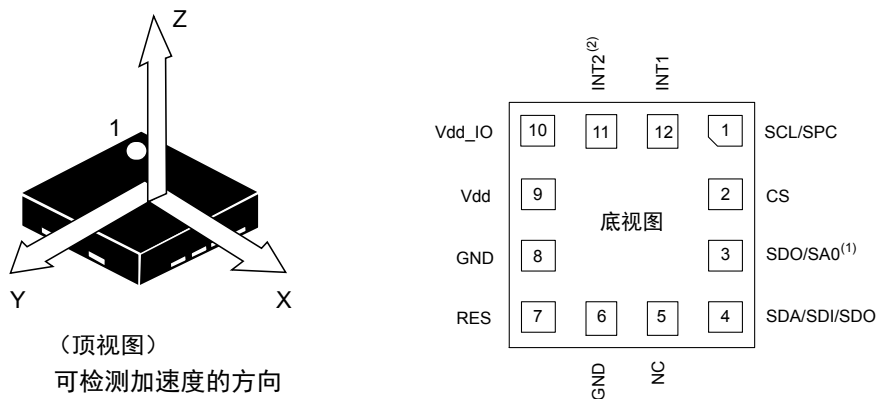 Z
1
Y
X
（顶视图）
可检测加速度的方向
INT2(2)
INT1
Vdd_IO
10
11
12
1
SCL/SPC
Vdd
9
2
CS
底视图
GND
8
3
SDO/SA0(1)
RES
7
6
5
4
SDA/SDI/SDO
GND
NC